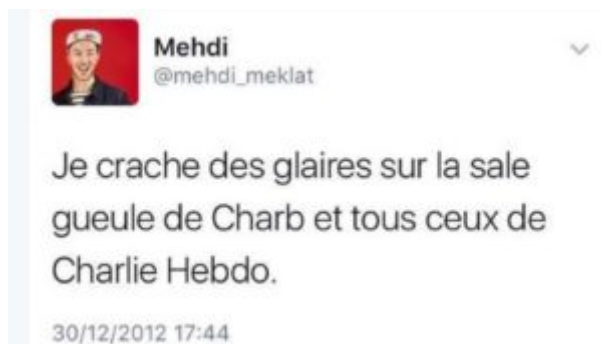 Mehdi
@mehdi_meklat
Je crache des glaires sur la sale
gueule de Charb et tous ceux de
Charlie Hebdo.
30/12/2012 17:44